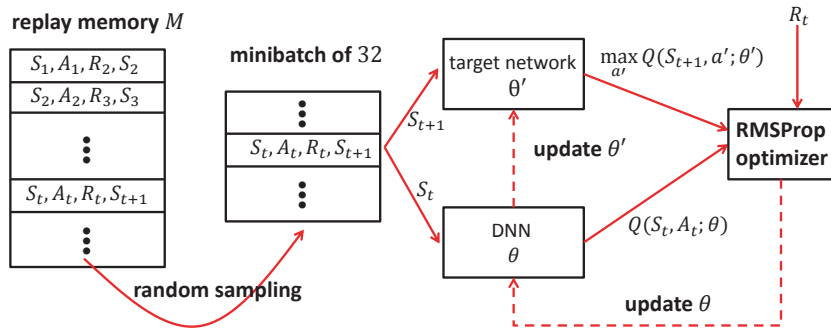 replay memory M
S₁, A₁, R₂, S₂
S₂, A₂, R₃, S₃
Sₜ, Aₜ, Rₜ, Sₜ₊₁
minibatch of 32
Sₜ, Aₜ, Rₜ, Sₜ₊₁
random sampling
Sₜ₊₁
Sₜ
target network
θ′
update θ′
DNN
θ
max Q(Sₜ₊₁, a′; θ′)
a′
Q(Sₜ, Aₜ; θ)
Rₜ
RMSProp
optimizer
update θ